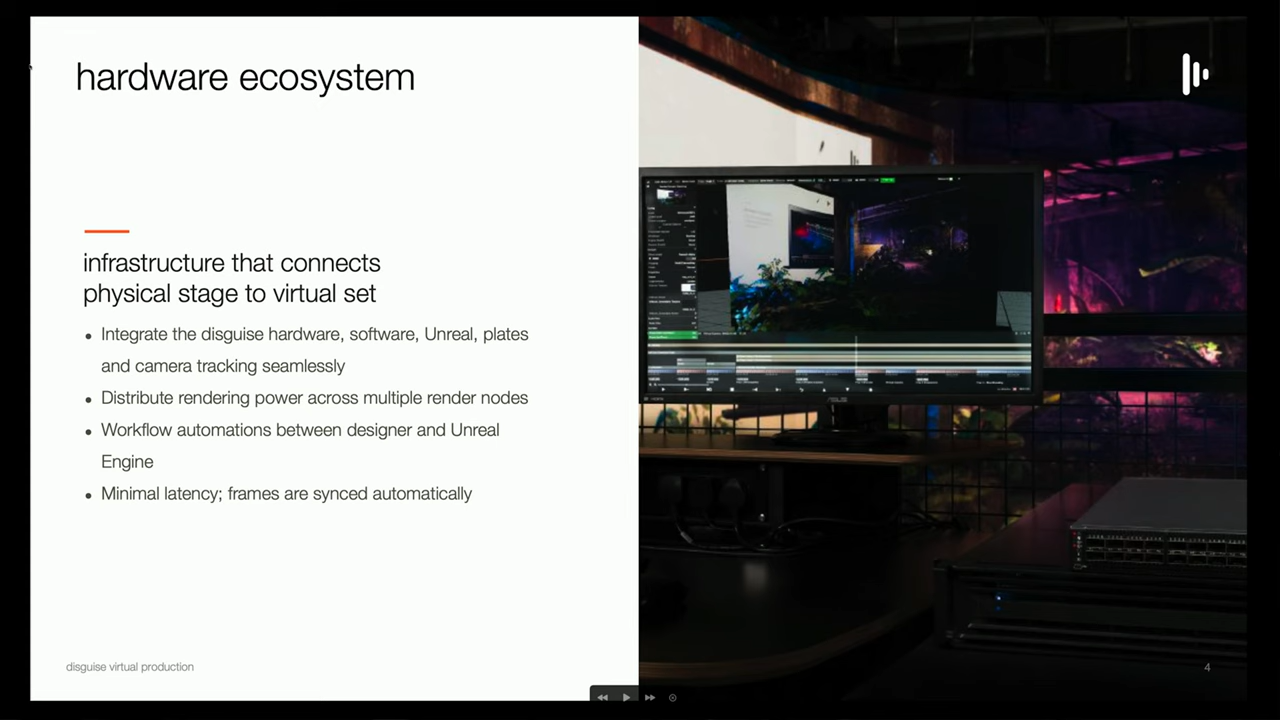 hardware ecosystem
infrastructure that connects
physical stage to virtual set
• Integrate the disguise hardware, software, Unreal, plates
and camera tracking seamlessly
• Distribute rendering power across multiple render nodes
• Workflow automations between designer and Unreal
Engine
• Minimal latency; frames are synced automatically
disguise virtual production
4